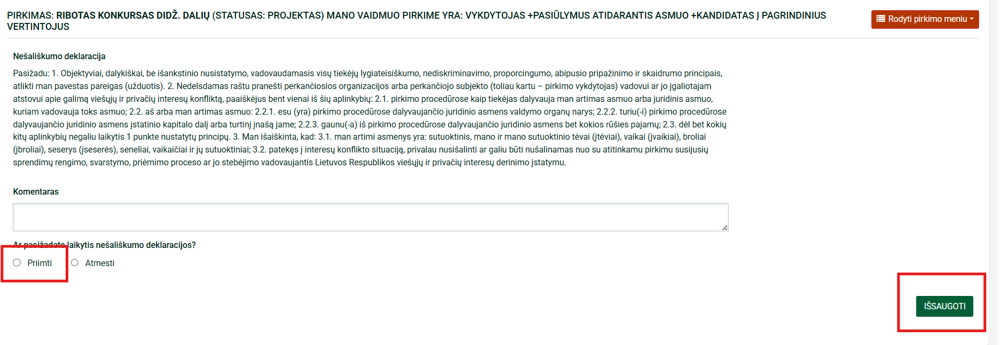 PIRKIMAS: RIBOTAS KONKURSAS DIDŽ. DALIŲ (STATUSAS: PROJEKTAS) MANO VAIDMUO PIRKIME YRA: VYKDYTOJAS +PASIŪLYMUS ATIDARANTIS ASMUO +KANDIDATAS Į PAGRINDINIUS
VERTINTOJUS
Rodyti pirkimo meniu
Nešališkumo deklaracija
Pasižadu: 1. Objektyviai, dalykiškai, be išankstinio nusistatymo, vadovaudamasis visų tiekėjų lygiateisiškumo, nediskriminavimo, proporcingumo, abipusio pripažinimo ir skaidrumo principais,
atlikti man pavestas pareigas (užduotis). 2. Nedelsdamas raštu pranešti perkančiosios organizacijos arba perkančiojo subjekto (toliau kartu – pirkimo vykdytojas) vadovui ar jo įgaliotajam
atstovui apie galimą viešųjų ir privačių interesų konfliktą, paaiškėjus bent vienai iš šių aplinkybių: 2.1. pirkimo procedūrose kaip tiekėjas dalyvauja man artimas asmuo arba juridinis asmuo,
kuriam vadovauja toks asmuo; 2.2. aš arba man artimas asmuo: 2.2.1. esu (yra) pirkimo procedūrose dalyvaujančio juridinio asmens valdymo organų narys; 2.2.2. turiu(-i) pirkimo procedūrose
dalyvaujančio juridinio asmens įstatinio kapitalo dalį arba turtinį įnašą jame; 2.2.3. gaunu(-a) iš pirkimo procedūrose dalyvaujančio juridinio asmens bet kokios rūšies pajamų; 2.3. dėl bet kokių
kitų aplinkybių negaliu laikytis 1 punkte nustatytų principų. 3. Man išaiškinta, kad: 3.1. man artimi asmenys yra: sutuoktinis, mano ir mano sutuoktinio tėvai (įtėviai), vaikai (įvaikiai), broliai
(įbroliai), seserys (įseserės), seneliai, vaikaičiai ir jų sutuoktiniai; 3.2. patekęs į interesų konflikto situaciją, privalau nusišalinti ar galiu būti nušalinamas nuo su atitinkamu pirkimu susijusių
sprendimų rengimo, svarstymo, priėmimo proceso ar jo stebėjimo vadovaujantis Lietuvos Respublikos viešųjų ir privačių interesų derinimo įstatymu.
Komentaras
Ar pasižadate laikytis nešališkumo deklaracijos?
Priimti Atmesti
IŠSAUGOTI